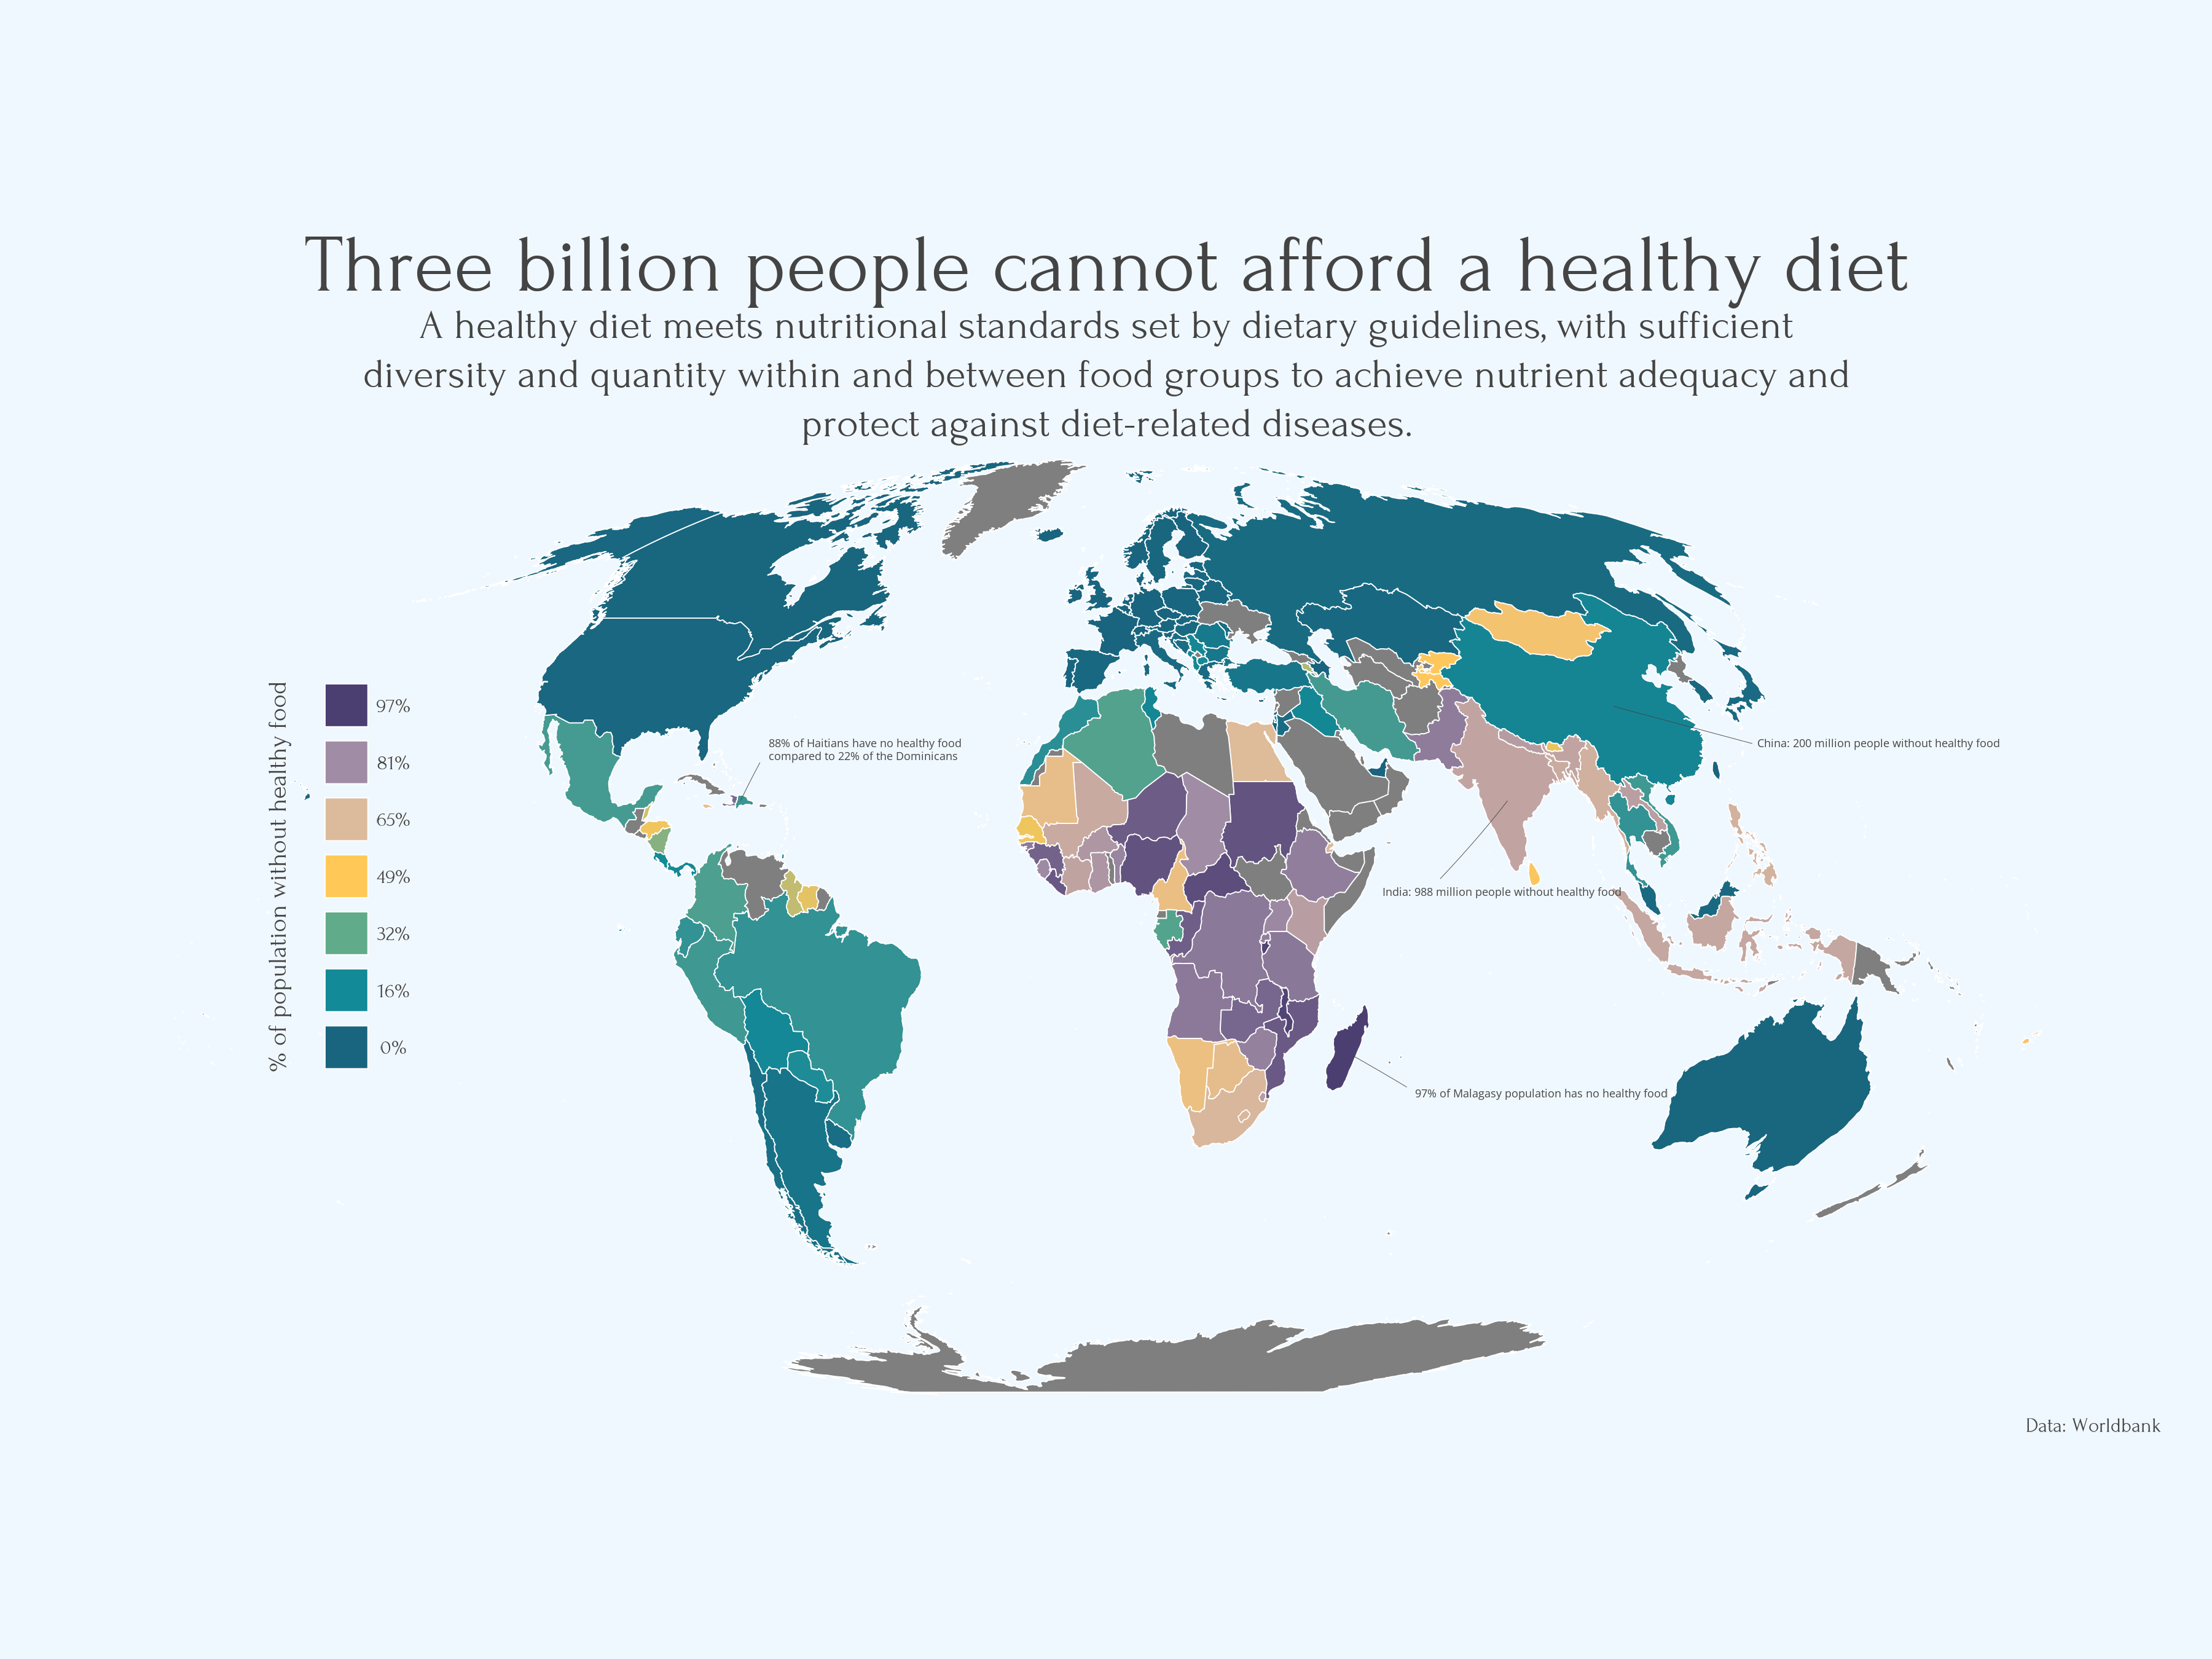 Three billion people cannot afford a healthy diet
A healthy diet meets nutritional standards set by dietary guidelines, with sufficient
diversity and quantity within and between food groups to achieve nutrient adequacy and
protect against diet-related diseases.
% of population without healthy food
97%
81%
65%
49%
32%
16%
0%
88% of Haitians have no healthy food
compared to 22% of the Dominicans
China: 200 million people without healthy food
India: 988 million people without healthy food
97% of Malagasy population has no healthy food
Data: Worldbank